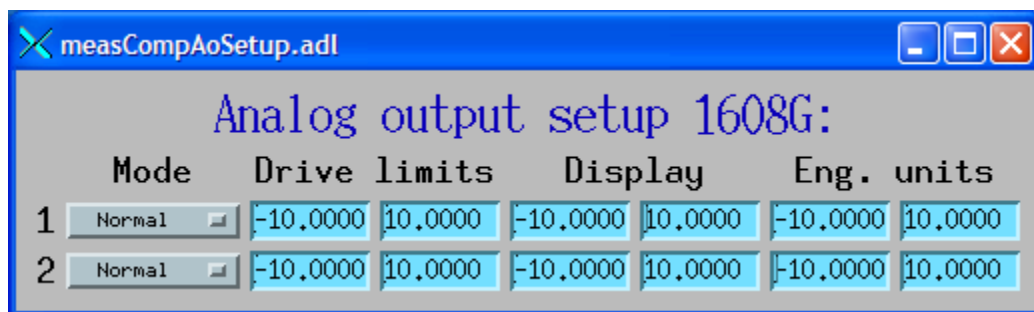 measCompAoSetup.adl
Analog output setup 1608G:
Mode Drive limits Display Eng. units
1 Normal -10.0000 10.0000 -10.0000 10.0000 -10.0000 10.0000
2 Normal -10.0000 10.0000 -10.0000 10.0000 -10.0000 10.0000